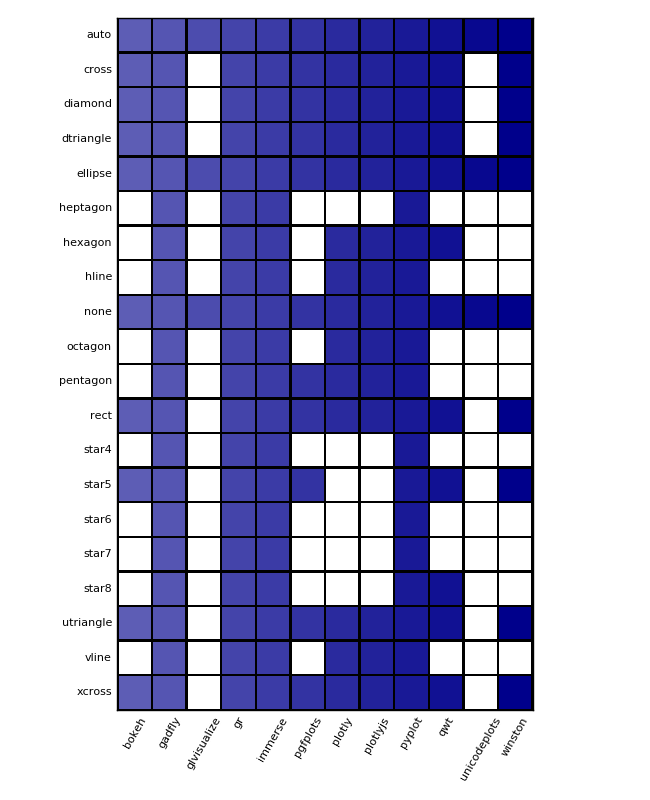 auto
cross
diamond
dtriangle
ellipse
heptagon
hexagon
hline
none
octagon
pentagon
rect
star4
star5
star6
star7
star8
utriangle
vline
xcross
bokeh
gadfly
glvisualize
gr
immerse
pgfplots
plotly
plotlyjs
pyplot
qwt
unicodeplots
winston